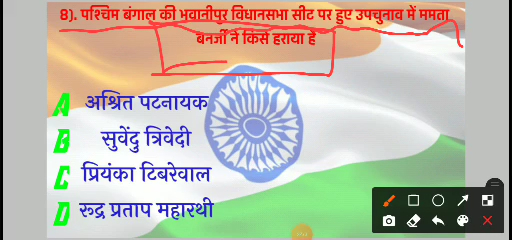 8). पश्चिम बंगाल की भवानीपुर विधानसभा सीट पर हुए उपचुनाव में ममता
बनर्जी ने किसे हराया है
A अश्रित पटनायक
B सुवेंदु त्रिवेदी
C प्रियंका टिबरेवाल
D रुद्र प्रताप महारथी